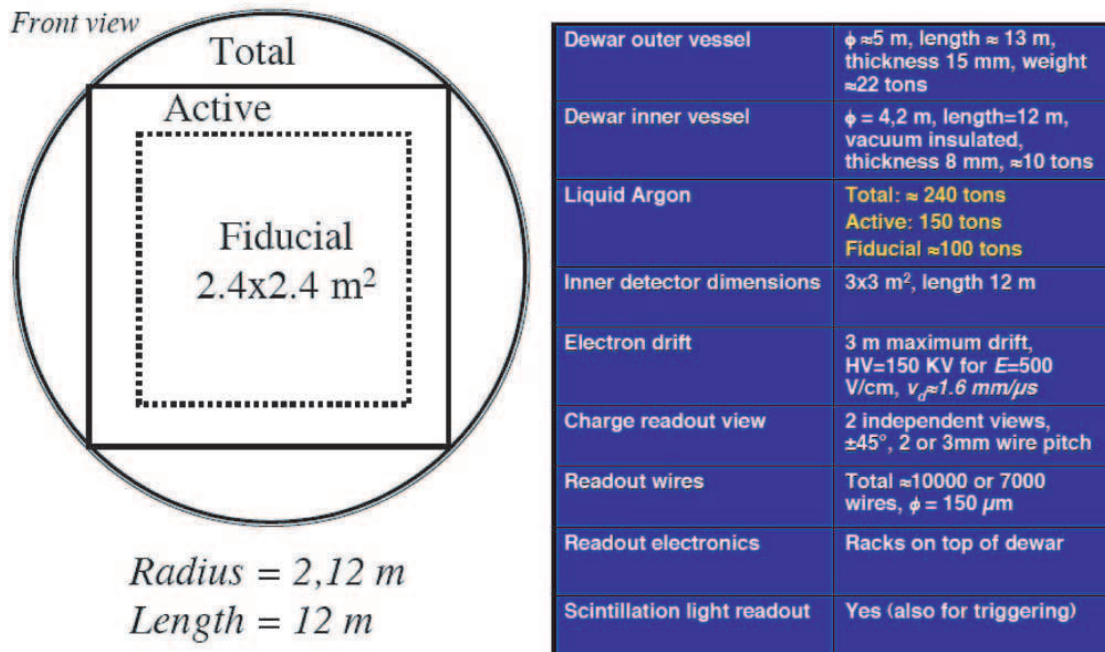 Front view
Total
Active
Fiducial
2.4x2.4 m²
Radius = 2,12 m
Length = 12 m
Dewar outer vessel
ϕ ≈5 m, length ≈ 13 m,
thickness 15 mm, weight
≈22 tons
Dewar inner vessel
ϕ = 4,2 m, length=12 m,
vacuum insulated,
thickness 8 mm, ≈10 tons
Liquid Argon
Total: ≈ 240 tons
Active: 150 tons
Fiducial ≈100 tons
Inner detector dimensions
3x3 m², length 12 m
Electron drift
3 m maximum drift,
HV=150 KV for E=500
V/cm, v_d≈1.6 mm/µs
Charge readout view
2 independent views,
±45°, 2 or 3mm wire pitch
Readout wires
Total ≈10000 or 7000
wires, ϕ = 150 µm
Readout electronics
Racks on top of dewar
Scintillation light readout
Yes (also for triggering)